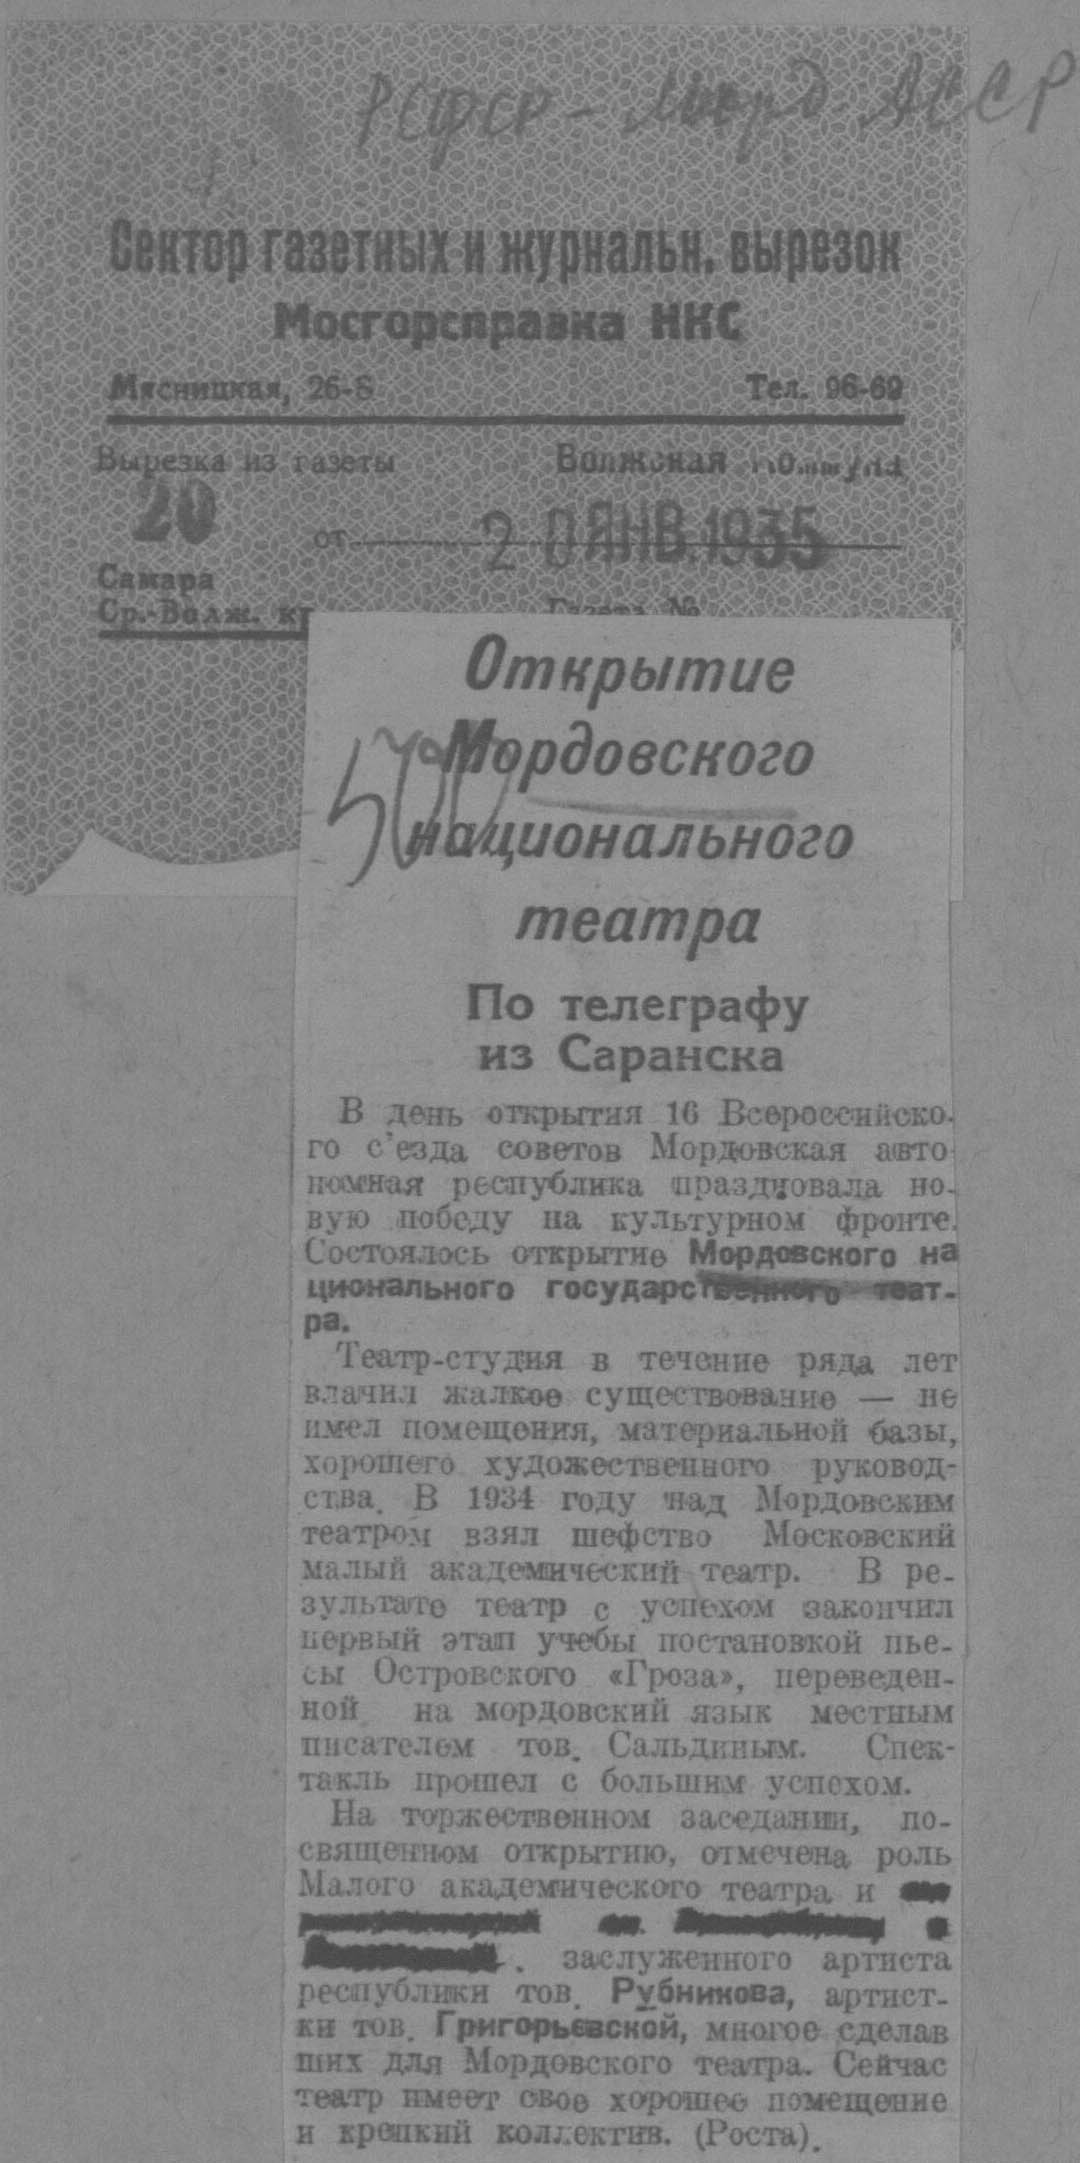 РСФСР - Морд АССР
Сектор газетных и журнальн. вырезок
Мосгорсправка НКС
Мясницкая, 26-Б Тел. 96-69
Вырезка из газеты Волжская
20
от 20 ЯНВ.1935
Самара
Ср.-Волж. кр Газета №
Открытие
Мордовского
национального
театра
По телеграфу
из Саранска
В день открытия 16 Всероссийско-
го с'езда советов Мордовская авто
номная республика праздновала но-
вую победу на культурном фронте.
Состоялось открытие Мордовского на
ционального государственного теат-
ра.
Театр-студия в течение ряда лет
влачил жалкое существование — не
имел помещения, материальной базы,
хорошего художественного руковод-
ства. В 1934 году над Мордовским
театром взял шефство Московский
малый академический театр. В ре-
зультате театр с успехом закончил
первый этап учебы постановкой пье-
сы Островского «Гроза», переведен-
ной на мордовский язык местным
писателем тов. Сальдиным. Спек-
такль прошел с большим успехом.
На торжественном заседании, по-
священном открытию, отмечена роль
Малого академического театра и
заслуженного артиста
республики тов. Рубникова, артист-
ки тов. Григорьевской, многое сделав
ших для Мордовского театра. Сейчас
театр имеет свое хорошее помещение
и крепкий коллектив. (Роста).